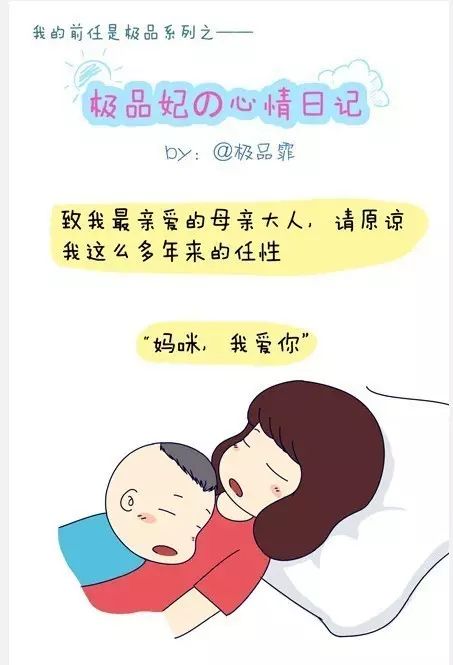 我的前任是极品系列之——
极品妃の心情日记
by：@极品霏
致我最亲爱的母亲大人，请原谅
我这么多年来的任性
“妈咪，我爱你”